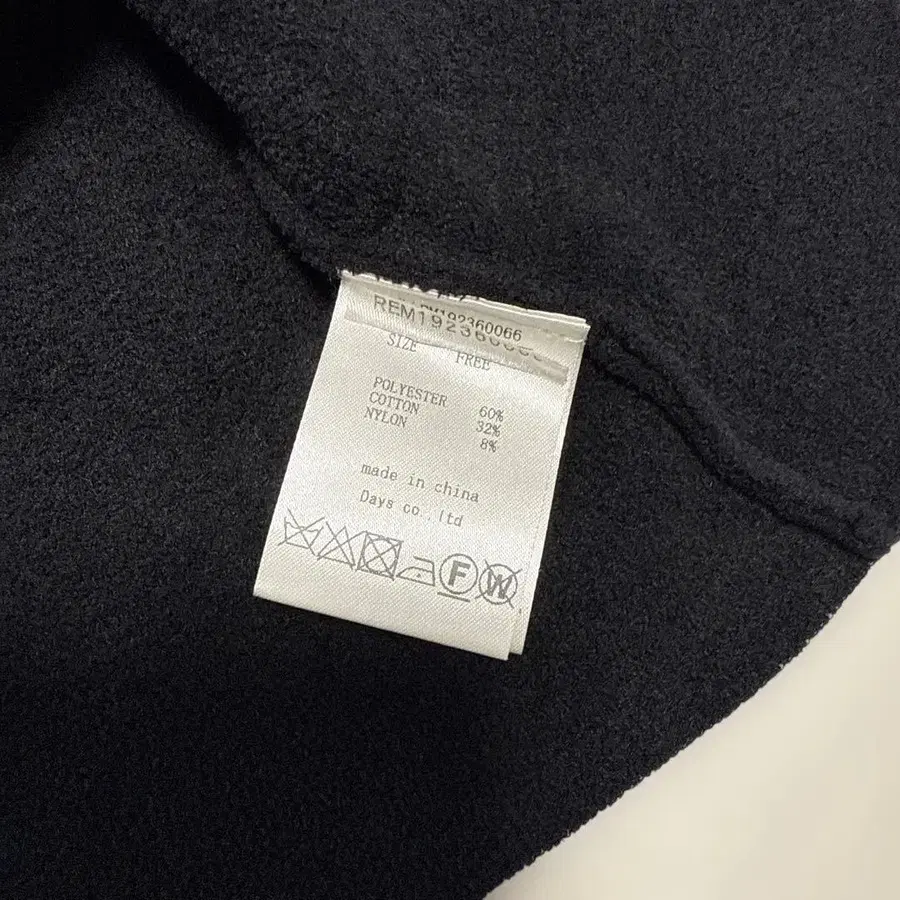 REM192360066
SIZE FREE
POLYESTER 60%
COTTON 32%
NYLON 8%
made in china
Days co.,ltd
F W